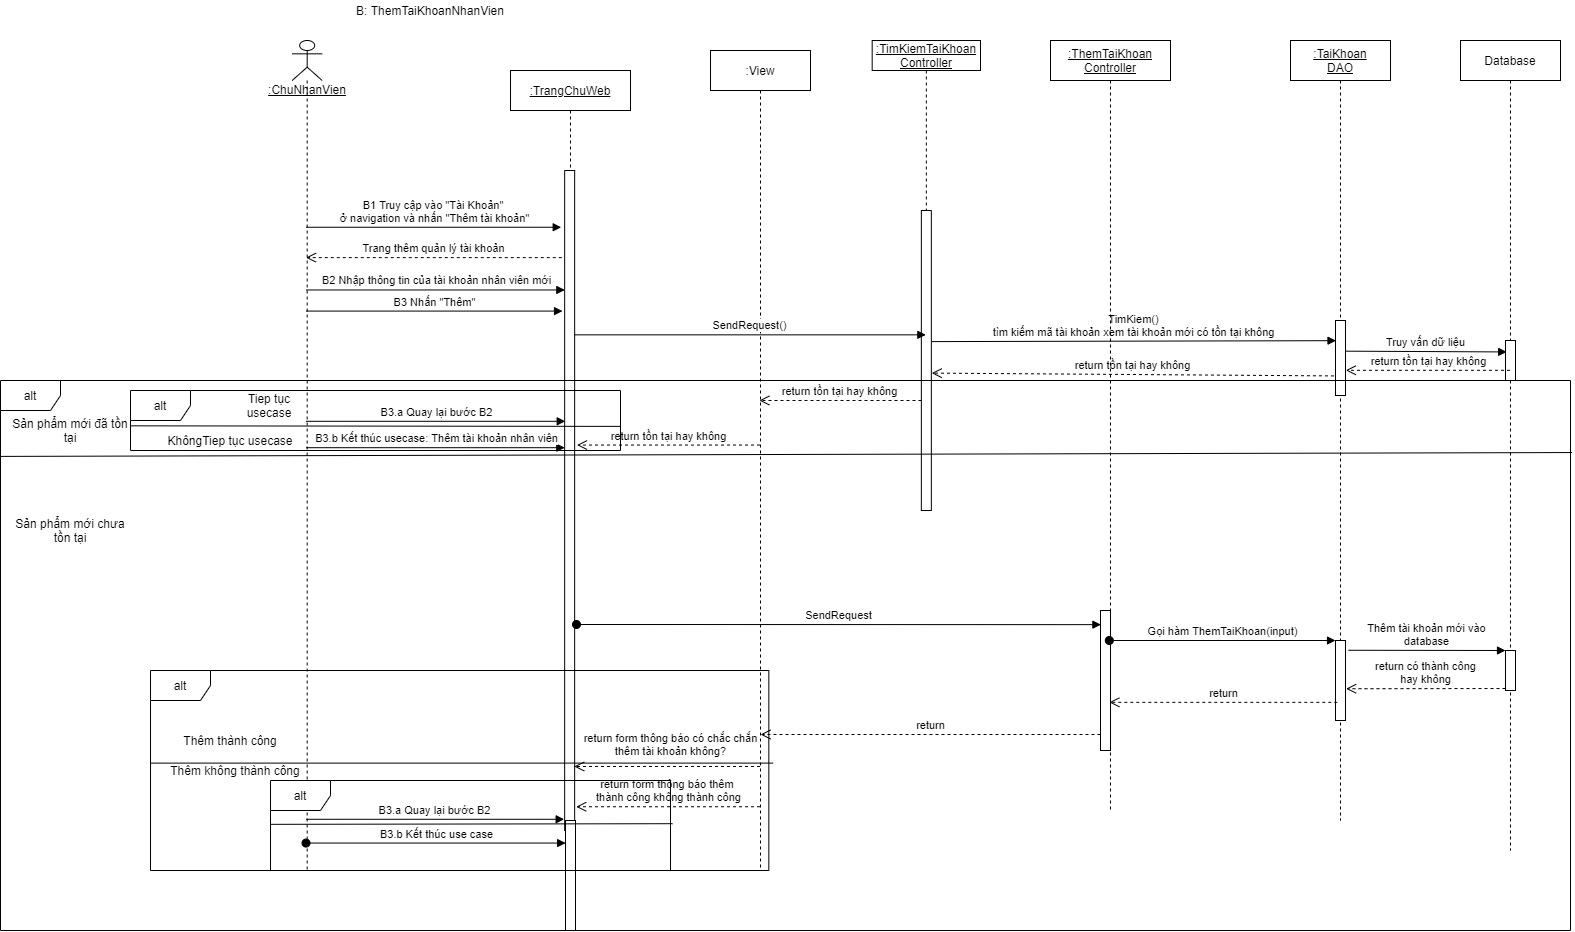 B: ThemTaiKhoanNhanVien
:ChuNhanVien
:TrangChuWeb
:View
:TimKiemTaiKhoan
Controller
:ThemTaiKhoan
Controller
:TaiKhoan
DAO
Database
B1 Truy cập vào "Tài Khoản"
ở navigation và nhấn "Thêm tài khoản"
Trang thêm quản lý tài khoản
B2 Nhập thông tin của tài khoản nhân viên mới
B3 Nhấn "Thêm"
SendRequest()
TimKiem()
tìm kiếm mã tài khoản xem tài khoản mới có tồn tại không
Truy vấn dữ liệu
return tồn tại hay không
return tồn tại hay không
return tồn tại hay không
return tồn tại hay không
alt
Sản phẩm mới đã tồn
tại
alt
Tiep tục
usecase
B3.a Quay lại bước B2
KhôngTiep tục usecase
B3.b Kết thúc usecase: Thêm tài khoản nhân viên
Sản phẩm mới chưa
tồn tại
SendRequest
Gọi hàm ThemTaiKhoan(input)
Thêm tài khoản mới vào
database
return có thành công
hay không
return
return
alt
Thêm thành công
return form thông báo có chắc chắn
thêm tài khoản không?
Thêm không thành công
return form thông báo thêm
thành công không thành công
alt
B3.a Quay lại bước B2
B3.b Kết thúc use case